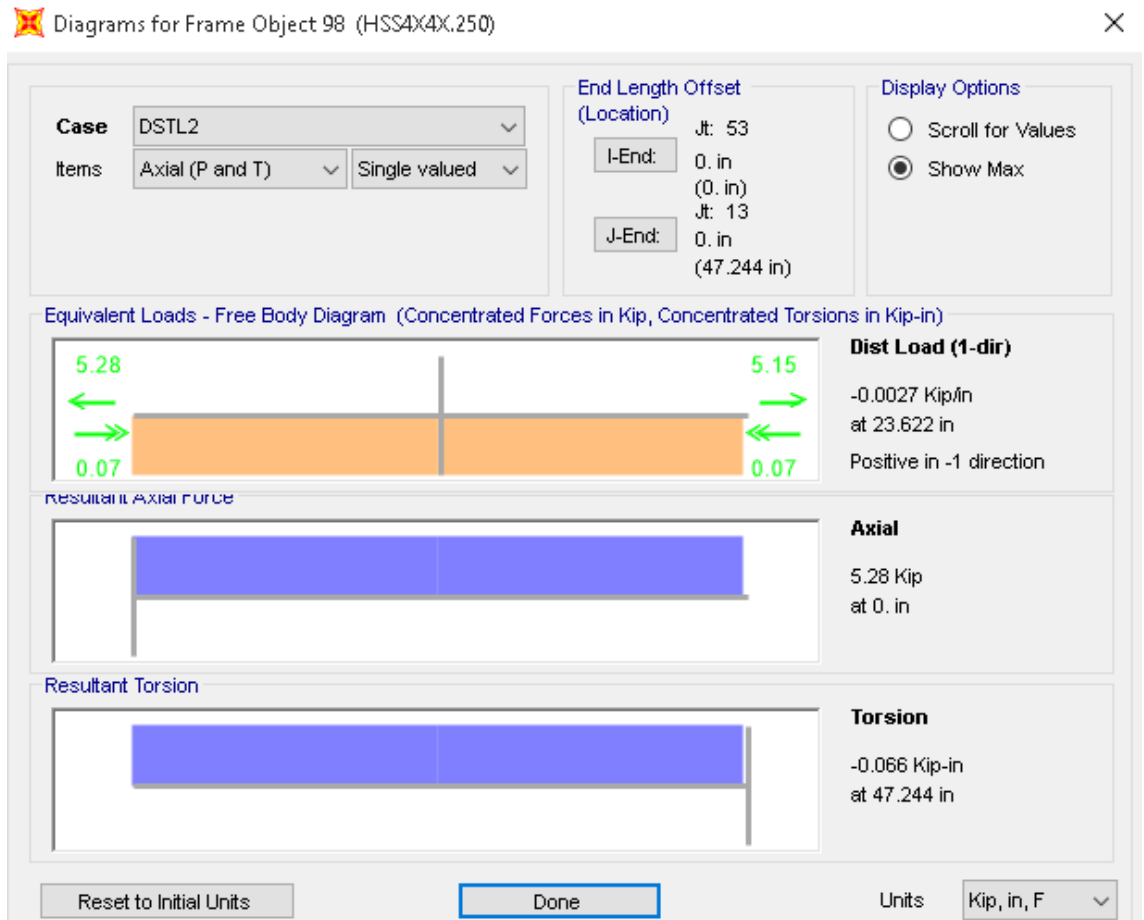 Diagrams for Frame Object 98 (HSS4X4X.250)
Case
DSTL2
Items
Axial (P and T)
Single valued
End Length Offset
(Location)
I-End:
Jt: 53
0. in
(0. in)
J-End:
Jt: 13
0. in
(47.244 in)
Display Options
Scroll for Values
Show Max
Equivalent Loads - Free Body Diagram (Concentrated Forces in Kip, Concentrated Torsions in Kip-in)
5.28
5.15
0.07
0.07
Dist Load (1-dir)
-0.0027 Kip/in
at 23.622 in
Positive in -1 direction
Resultant Axial Force
Axial
5.28 Kip
at 0. in
Resultant Torsion
Torsion
-0.066 Kip-in
at 47.244 in
Reset to Initial Units
Done
Units
Kip, in, F